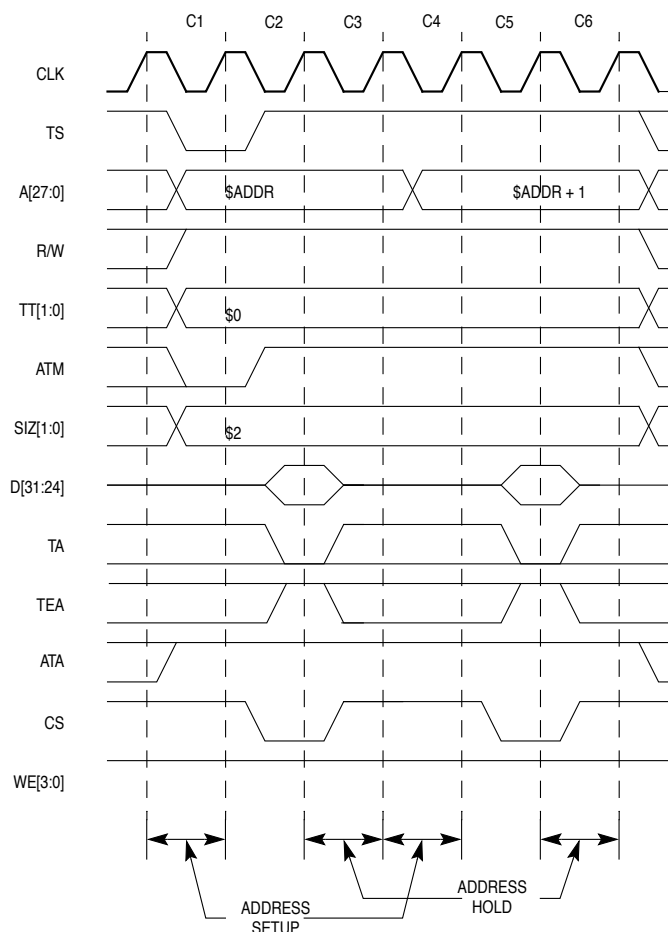 C1 C2 C3 C4 C5 C6
CLK
TS
A[27:0] $ADDR $ADDR + 1
R/W
TT[1:0] $0
ATM
SIZ[1:0] $2
D[31:24]
TA
TEA
ATA
CS
WE[3:0]
ADDRESS
SETUP
ADDRESS
HOLD